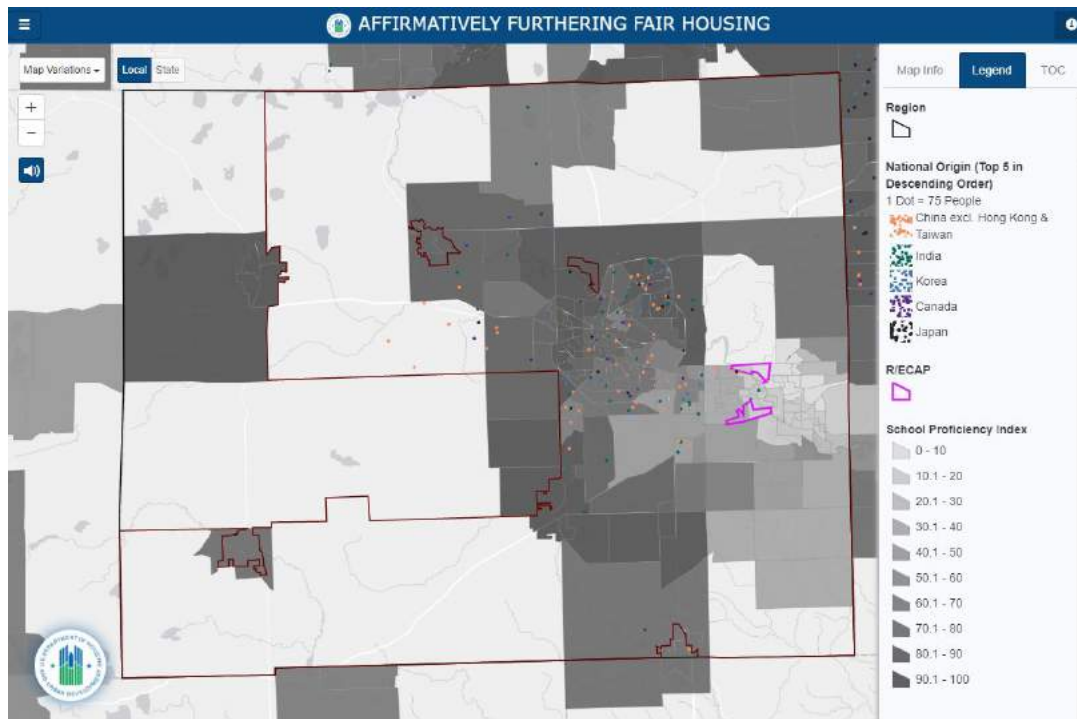 AFFIRMATIVELY FURTHERING FAIR HOUSING
Map Variations
Local State
+
−
Map Info Legend TOC
Region
National Origin (Top 5 in
Descending Order)
1 Dot = 75 People
China excl. Hong Kong &
Taiwan
India
Korea
Canada
Japan
R/ECAP
School Proficiency Index
0 - 10
10.1 - 20
20.1 - 30
30.1 - 40
40.1 - 50
50.1 - 60
60.1 - 70
70.1 - 80
80.1 - 90
90.1 - 100